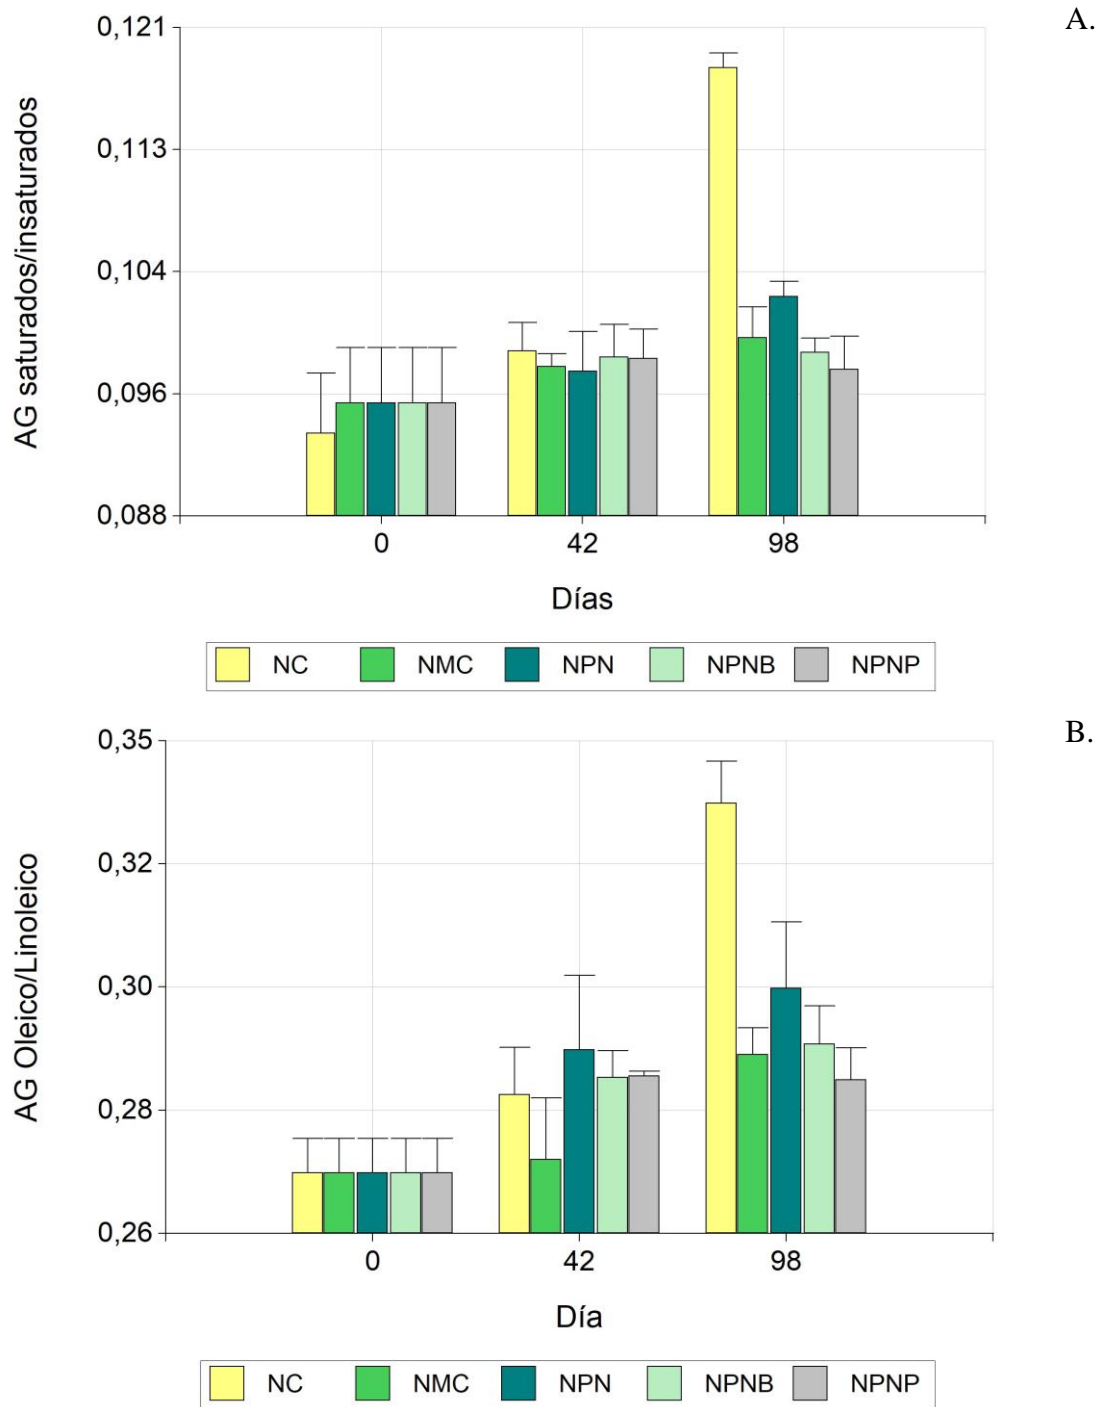 A.
AG saturados/insaturados
0,121
0,113
0,104
0,096
0,088
0 42 98
Días
NC NMC NPN NPNB NPNP
B.
AG Oleico/Linoleico
0,35
0,32
0,30
0,28
0,26
0 42 98
Día
NC NMC NPN NPNB NPNP